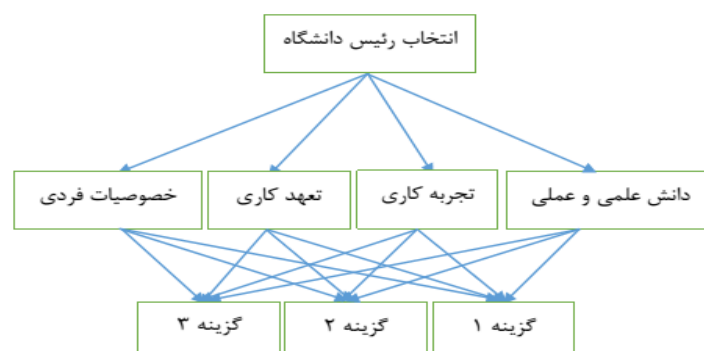 انتخاب رئیس دانشگاه
دانش علمی و عملی
تجربه کاری
تعهد کاری
خصوصیات فردی
گزینه ۱
گزینه ۲
گزینه ۳